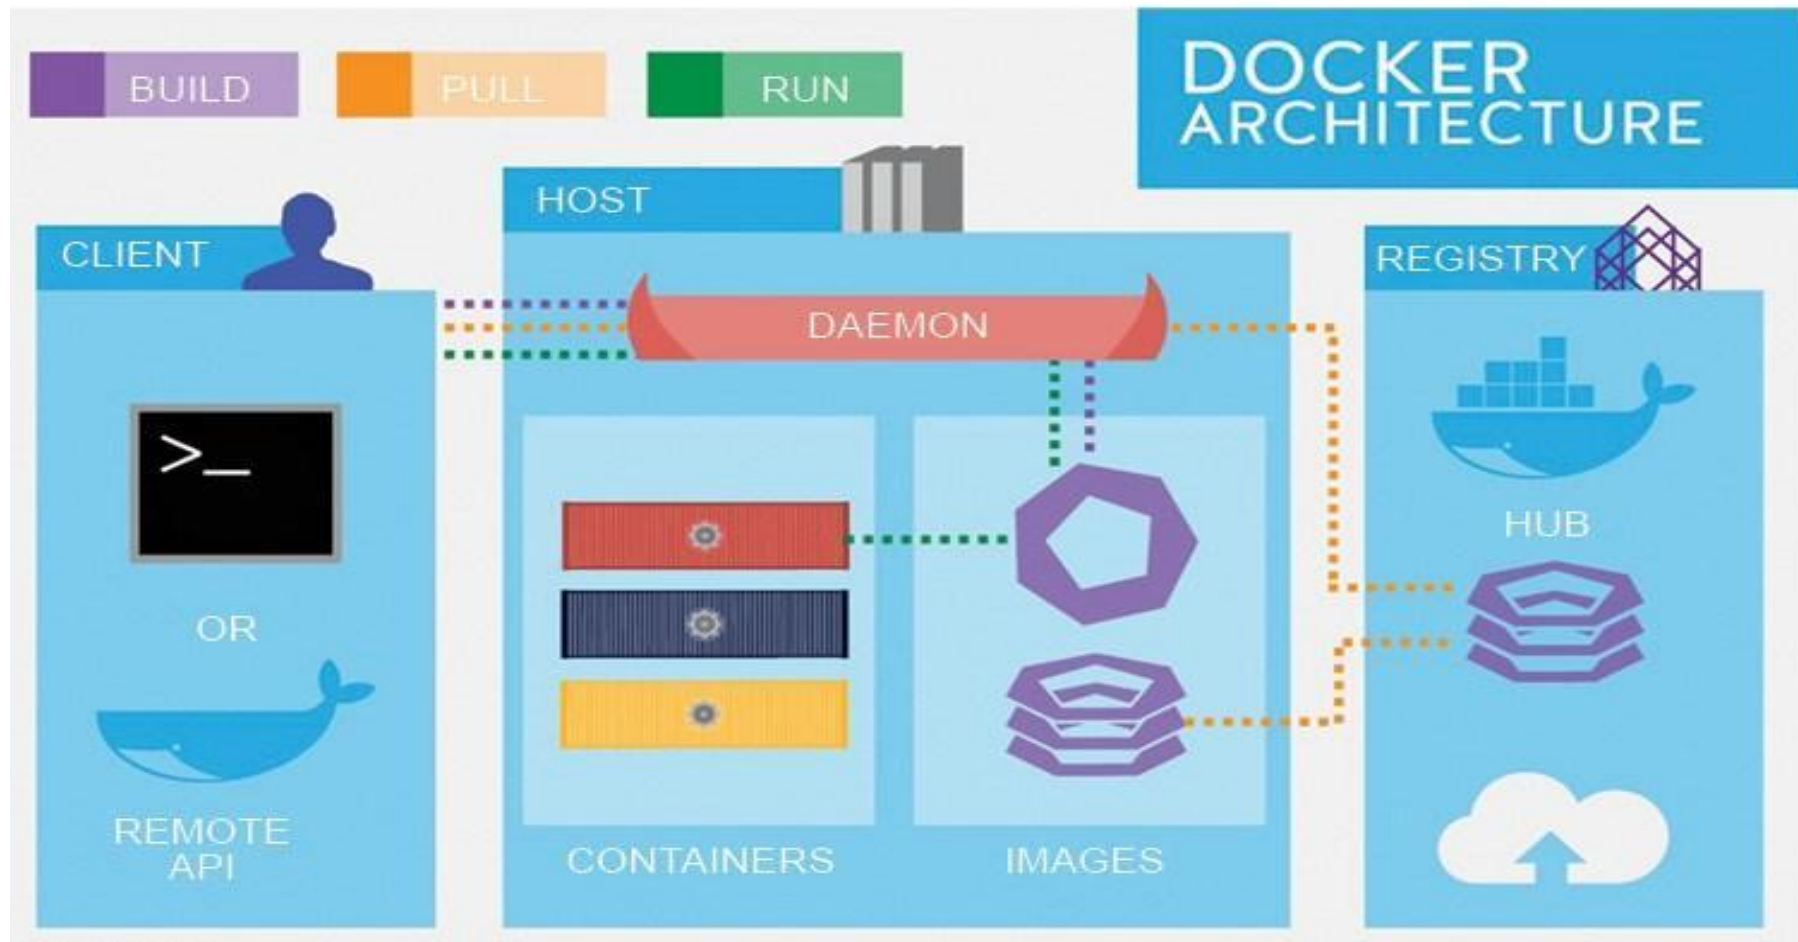 BUILD
PULL
RUN
DOCKER
ARCHITECTURE
CLIENT
HOST
REGISTRY
DAEMON
>_
OR
REMOTE
API
CONTAINERS
IMAGES
HUB